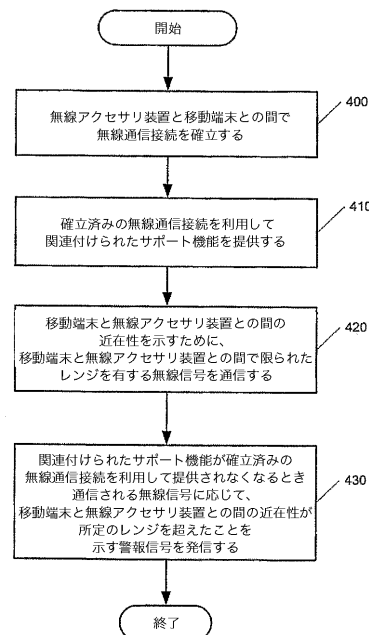 開始
無線アクセサリ装置と移動端末との間で
無線通信接続を確立する
400
確立済みの無線通信接続を利用して
関連付けられたサポート機能を提供する
410
移動端末と無線アクセサリ装置との間の
近在性を示すために、
移動端末と無線アクセサリ装置との間で限られた
レンジを有する無線信号を通信する
420
関連付けられたサポート機能が確立済みの
無線通信接続を利用して提供されなくなるとき
通信される無線信号に応じて、
移動端末と無線アクセサリ装置との間の近在性が
所定のレンジを超えたことを
示す警報信号を発信する
430
終了